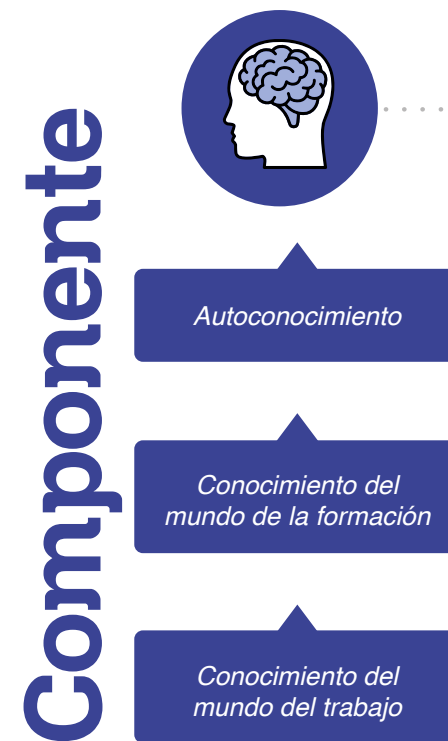 Componente
Autoconocimiento
Conocimiento del
mundo de la formación
Conocimiento del
mundo del trabajo